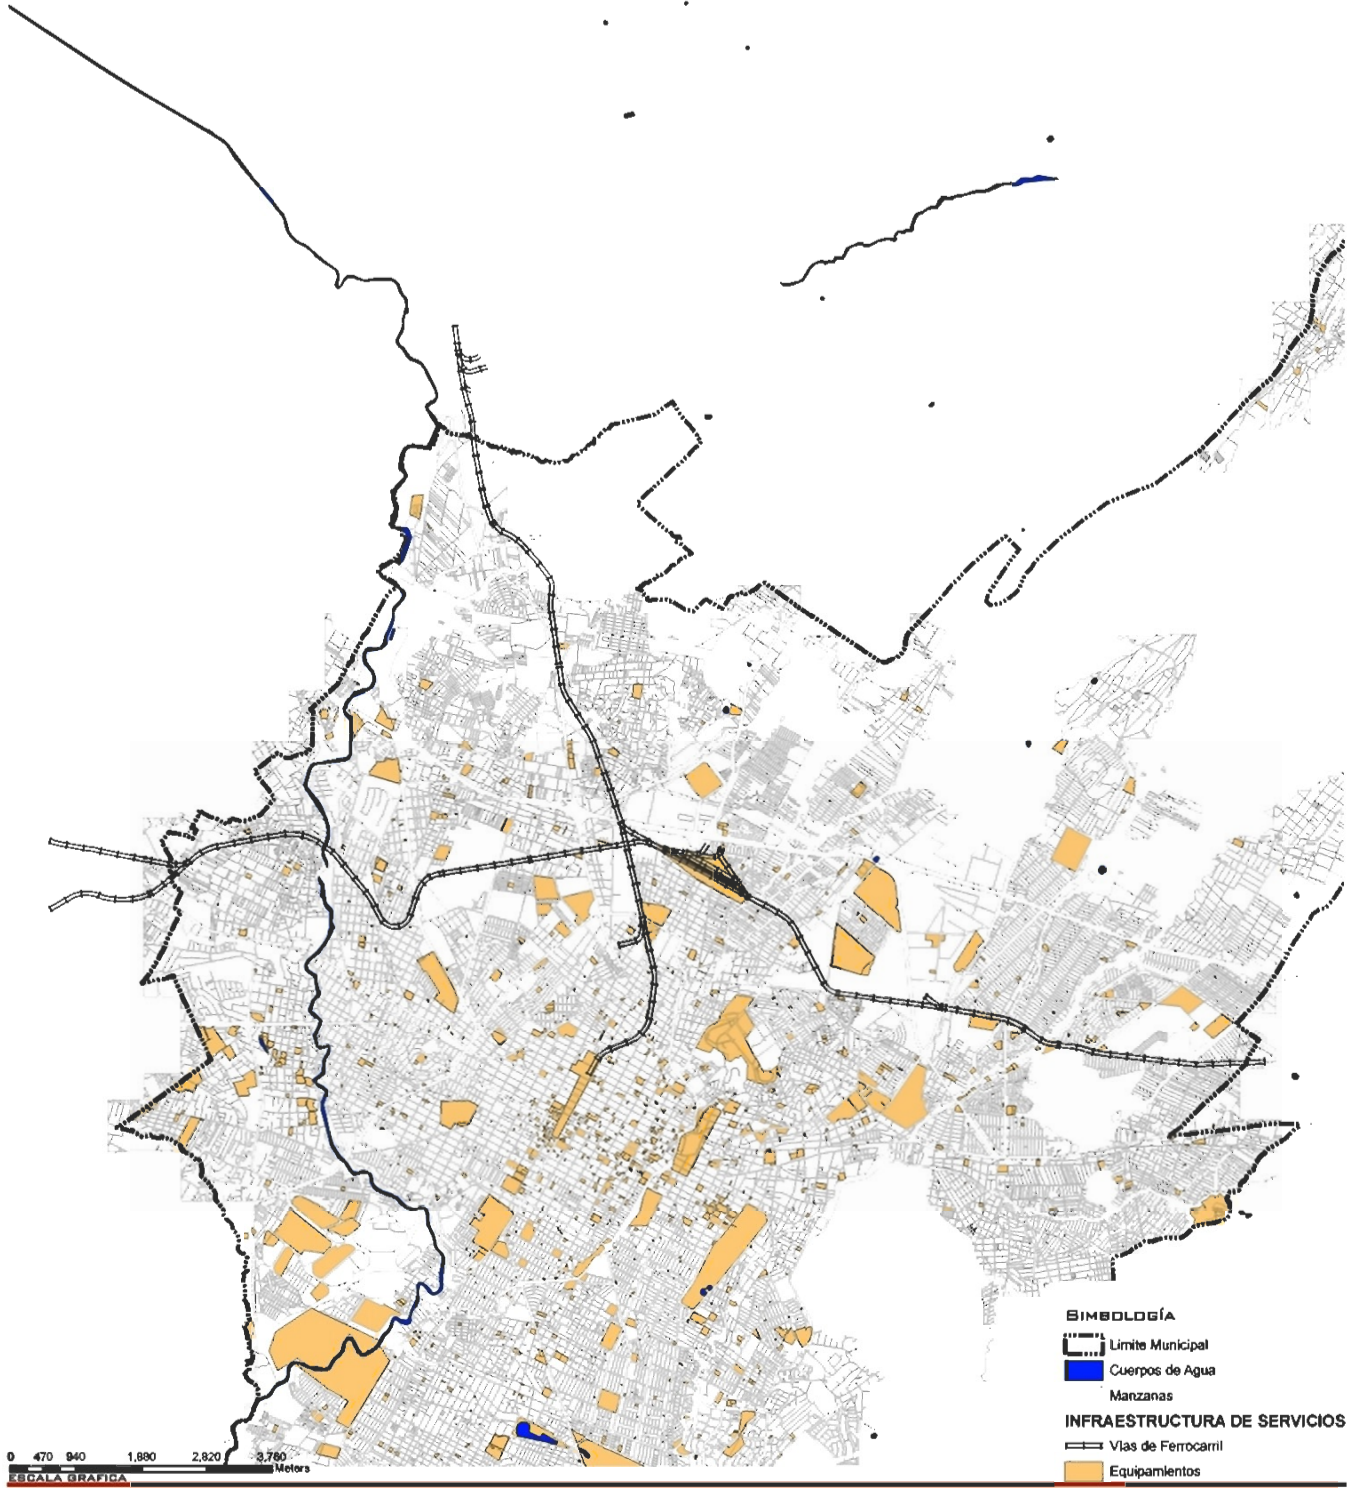 SIMBOLOGÍA
Limite Municipal
Cuerpos de Agua
Manzanas
INFRAESTRUCTURA DE SERVICIOS
Vias de Ferrocarril
Equipamientos
0 470 940 1,880 2,820 3,760
Meters
ESCALA GRAFICA